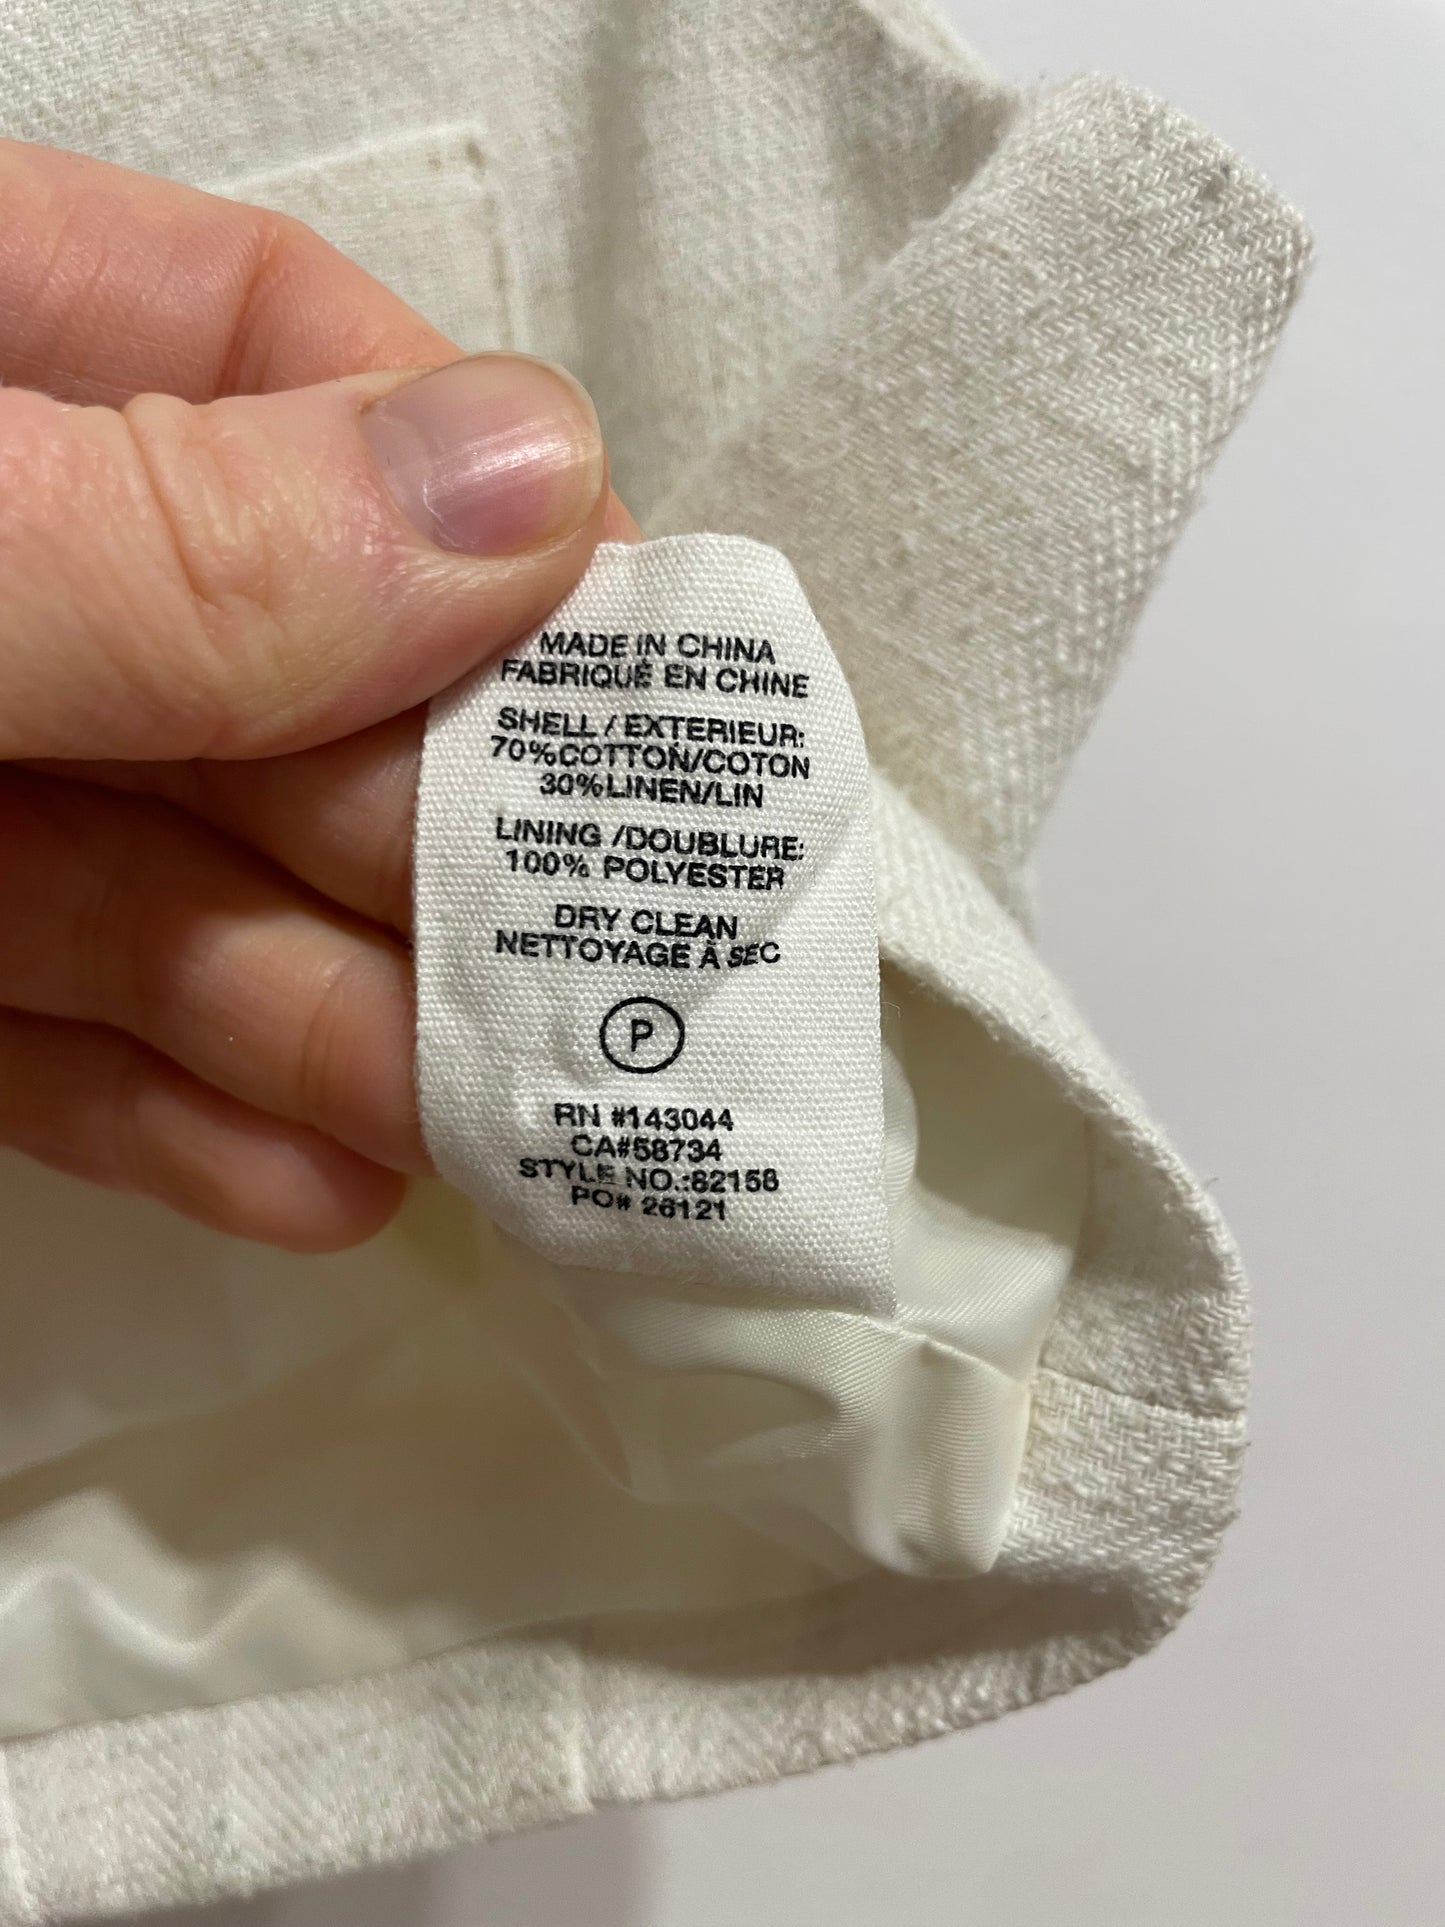 MADE IN CHINA
FABRIQUÉ EN CHINE
SHELL / EXTERIEUR:
70%COTTON/COTON
30%LINEN/LIN
LINING /DOUBLURE:
100% POLYESTER
DRY CLEAN
NETTOYAGE À SEC
P
RN #143044
CA#58734
STYLE NO.:82158
PO# 26121